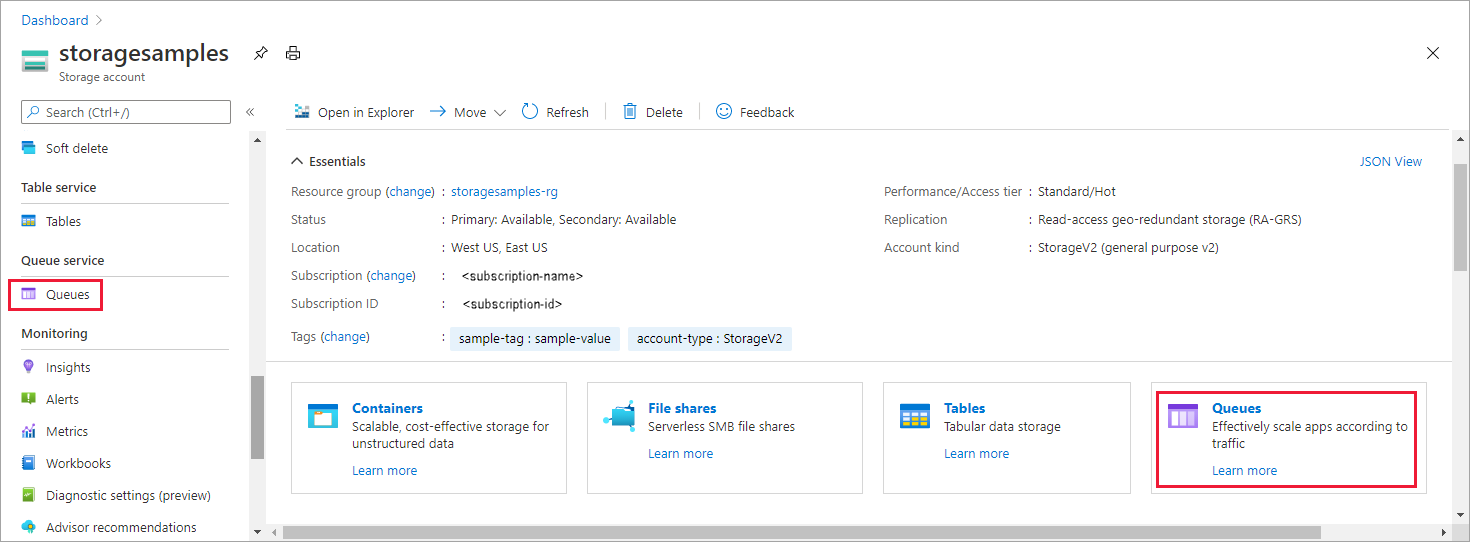 Dashboard
storagesamples
Storage account
Search (Ctrl+/)
Open in Explorer Move Refresh Delete Feedback
Soft delete
Table service
Tables
Queue service
Queues
Monitoring
Insights
Alerts
Metrics
Workbooks
Diagnostic settings (preview)
Advisor recommendations
Essentials
JSON View
Resource group (change) : storagesamples-rg
Status : Primary: Available, Secondary: Available
Location : West US, East US
Subscription (change) : <subscription-name>
Subscription ID : <subscription-id>
Tags (change) : sample-tag : sample-value account-type : StorageV2
Performance/Access tier : Standard/Hot
Replication : Read-access geo-redundant storage (RA-GRS)
Account kind : StorageV2 (general purpose v2)
Containers
Scalable, cost-effective storage for
unstructured data
Learn more
File shares
Serverless SMB file shares
Learn more
Tables
Tabular data storage
Learn more
Queues
Effectively scale apps according to
traffic
Learn more